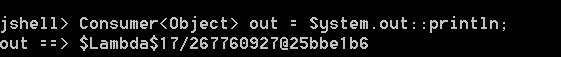 jshell> Consumer<Object> out = System.out::println;
out ==> $Lambda$17/267760927@25bbe1b6